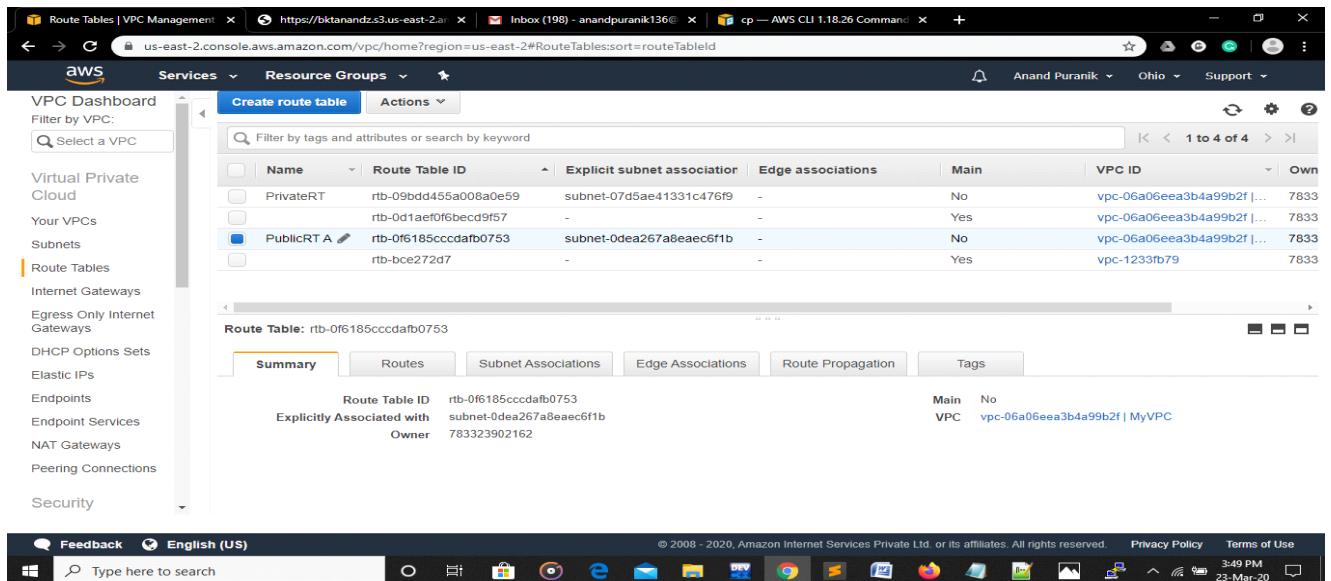 Route Tables | VPC Management
https://bktanandz.s3.us-east-2.an
Inbox (198) - anandpuranik136@
cp — AWS CLI 1.18.26 Command
us-east-2.console.aws.amazon.com/vpc/home?region=us-east-2#RouteTables:sort=routeTableId
aws Services Resource Groups Anand Puranik Ohio Support
VPC Dashboard
Filter by VPC:
Select a VPC
Virtual Private
Cloud
Your VPCs
Subnets
Route Tables
Internet Gateways
Egress Only Internet
Gateways
DHCP Options Sets
Elastic IPs
Endpoints
Endpoint Services
NAT Gateways
Peering Connections
Security
Create route table Actions
Filter by tags and attributes or search by keyword 1 to 4 of 4
Name Route Table ID Explicit subnet association Edge associations Main VPC ID Own
PrivateRT rtb-09bdd455a008a0e59 subnet-07d5ae41331c476f9 - No vpc-06a06eea3b4a99b2f |... 7833
rtb-0d1aef0f6becd9f57 - - Yes vpc-06a06eea3b4a99b2f |... 7833
PublicRT A rtb-0f6185cccdafb0753 subnet-0dea267a8eaec6f1b - No vpc-06a06eea3b4a99b2f |... 7833
rtb-bce272d7 - - Yes vpc-1233fb79 7833
Route Table: rtb-0f6185cccdafb0753
Summary Routes Subnet Associations Edge Associations Route Propagation Tags
Route Table ID rtb-0f6185cccdafb0753 Main No
Explicitly Associated with subnet-0dea267a8eaec6f1b VPC vpc-06a06eea3b4a99b2f | MyVPC
Owner 783323902162
Feedback English (US) © 2008 - 2020, Amazon Internet Services Private Ltd. or its affiliates. All rights reserved. Privacy Policy Terms of Use
Type here to search
DEV
3:49 PM
23-Mar-20